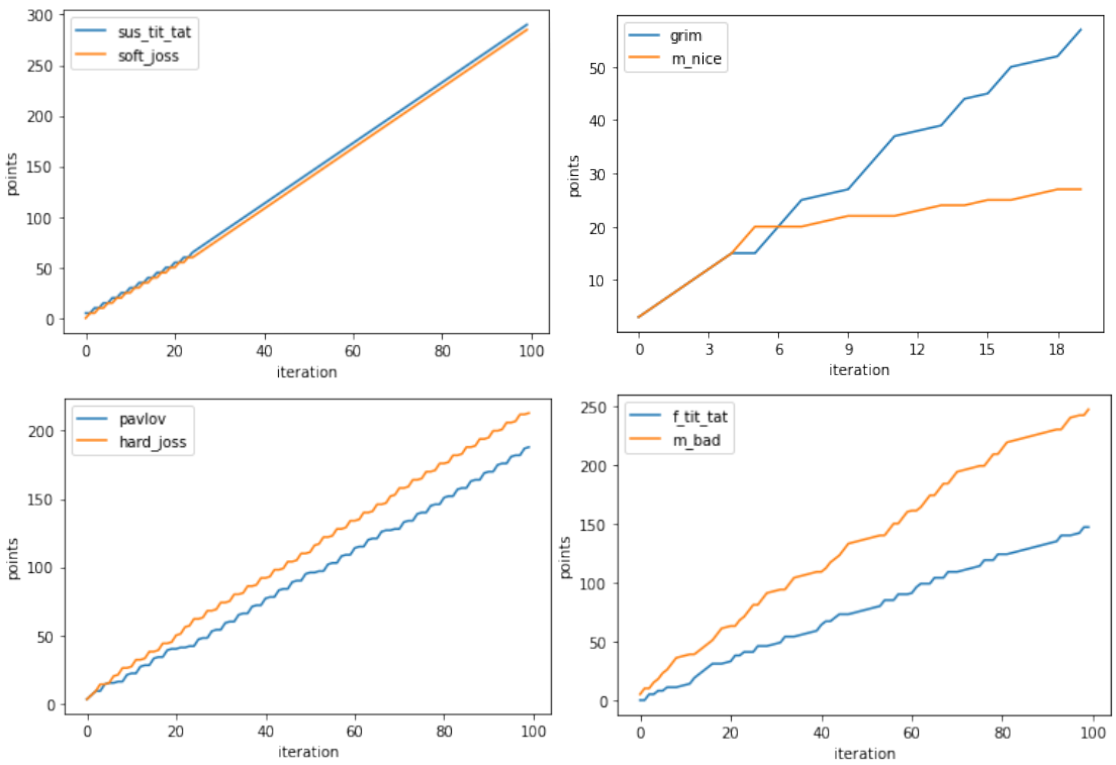 sus_tit_tat
soft_joss
300
250
200
150
100
50
0
points
0 20 40 60 80 100
iteration
grim
m_nice
50
40
30
20
10
points
0 3 6 9 12 15 18
iteration
pavlov
hard_joss
200
150
100
50
0
points
0 20 40 60 80 100
iteration
f_tit_tat
m_bad
250
200
150
100
50
0
points
0 20 40 60 80 100
iteration